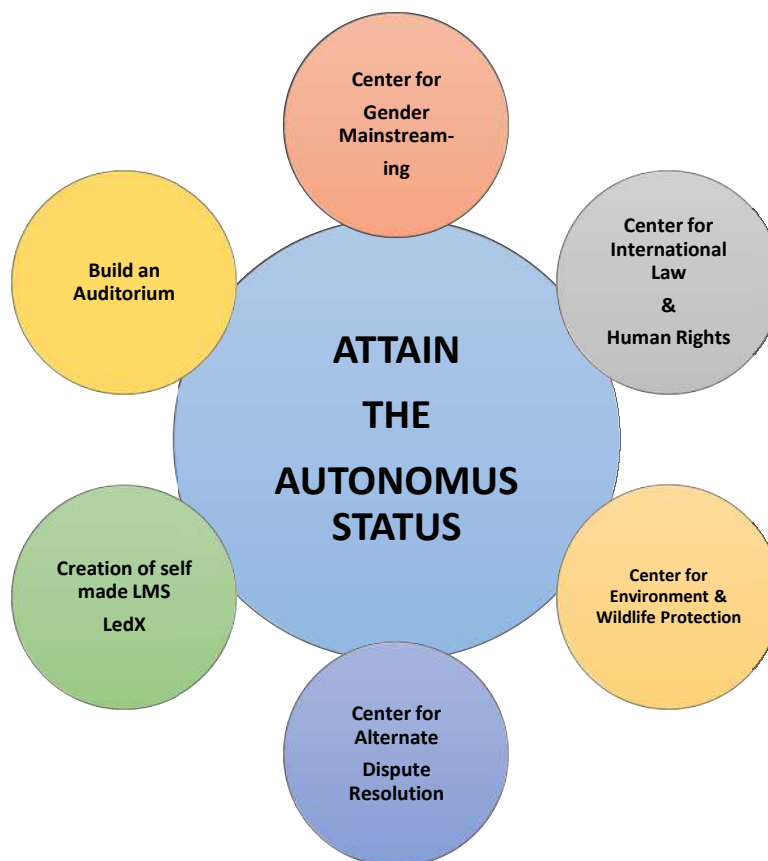 Center for
Gender
Mainstream-
ing
Center for
International
Law
&
Human Rights
Build an
Auditorium
ATTAIN
THE
AUTONOMUS
STATUS
Creation of self
made LMS
LedX
Center for
Environment &
Wildlife Protection
Center for
Alternate
Dispute
Resolution